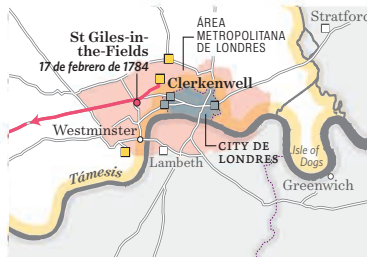 Stratford
ÁREA
METROPOLITANA
DE LONDRES
St Giles-in-
the-Fields
17 de febrero de 1784
Clerkenwell
Westminster
CITY DE
LONDRES
Lambeth
Isle of
Dogs
Támesis
Greenwich